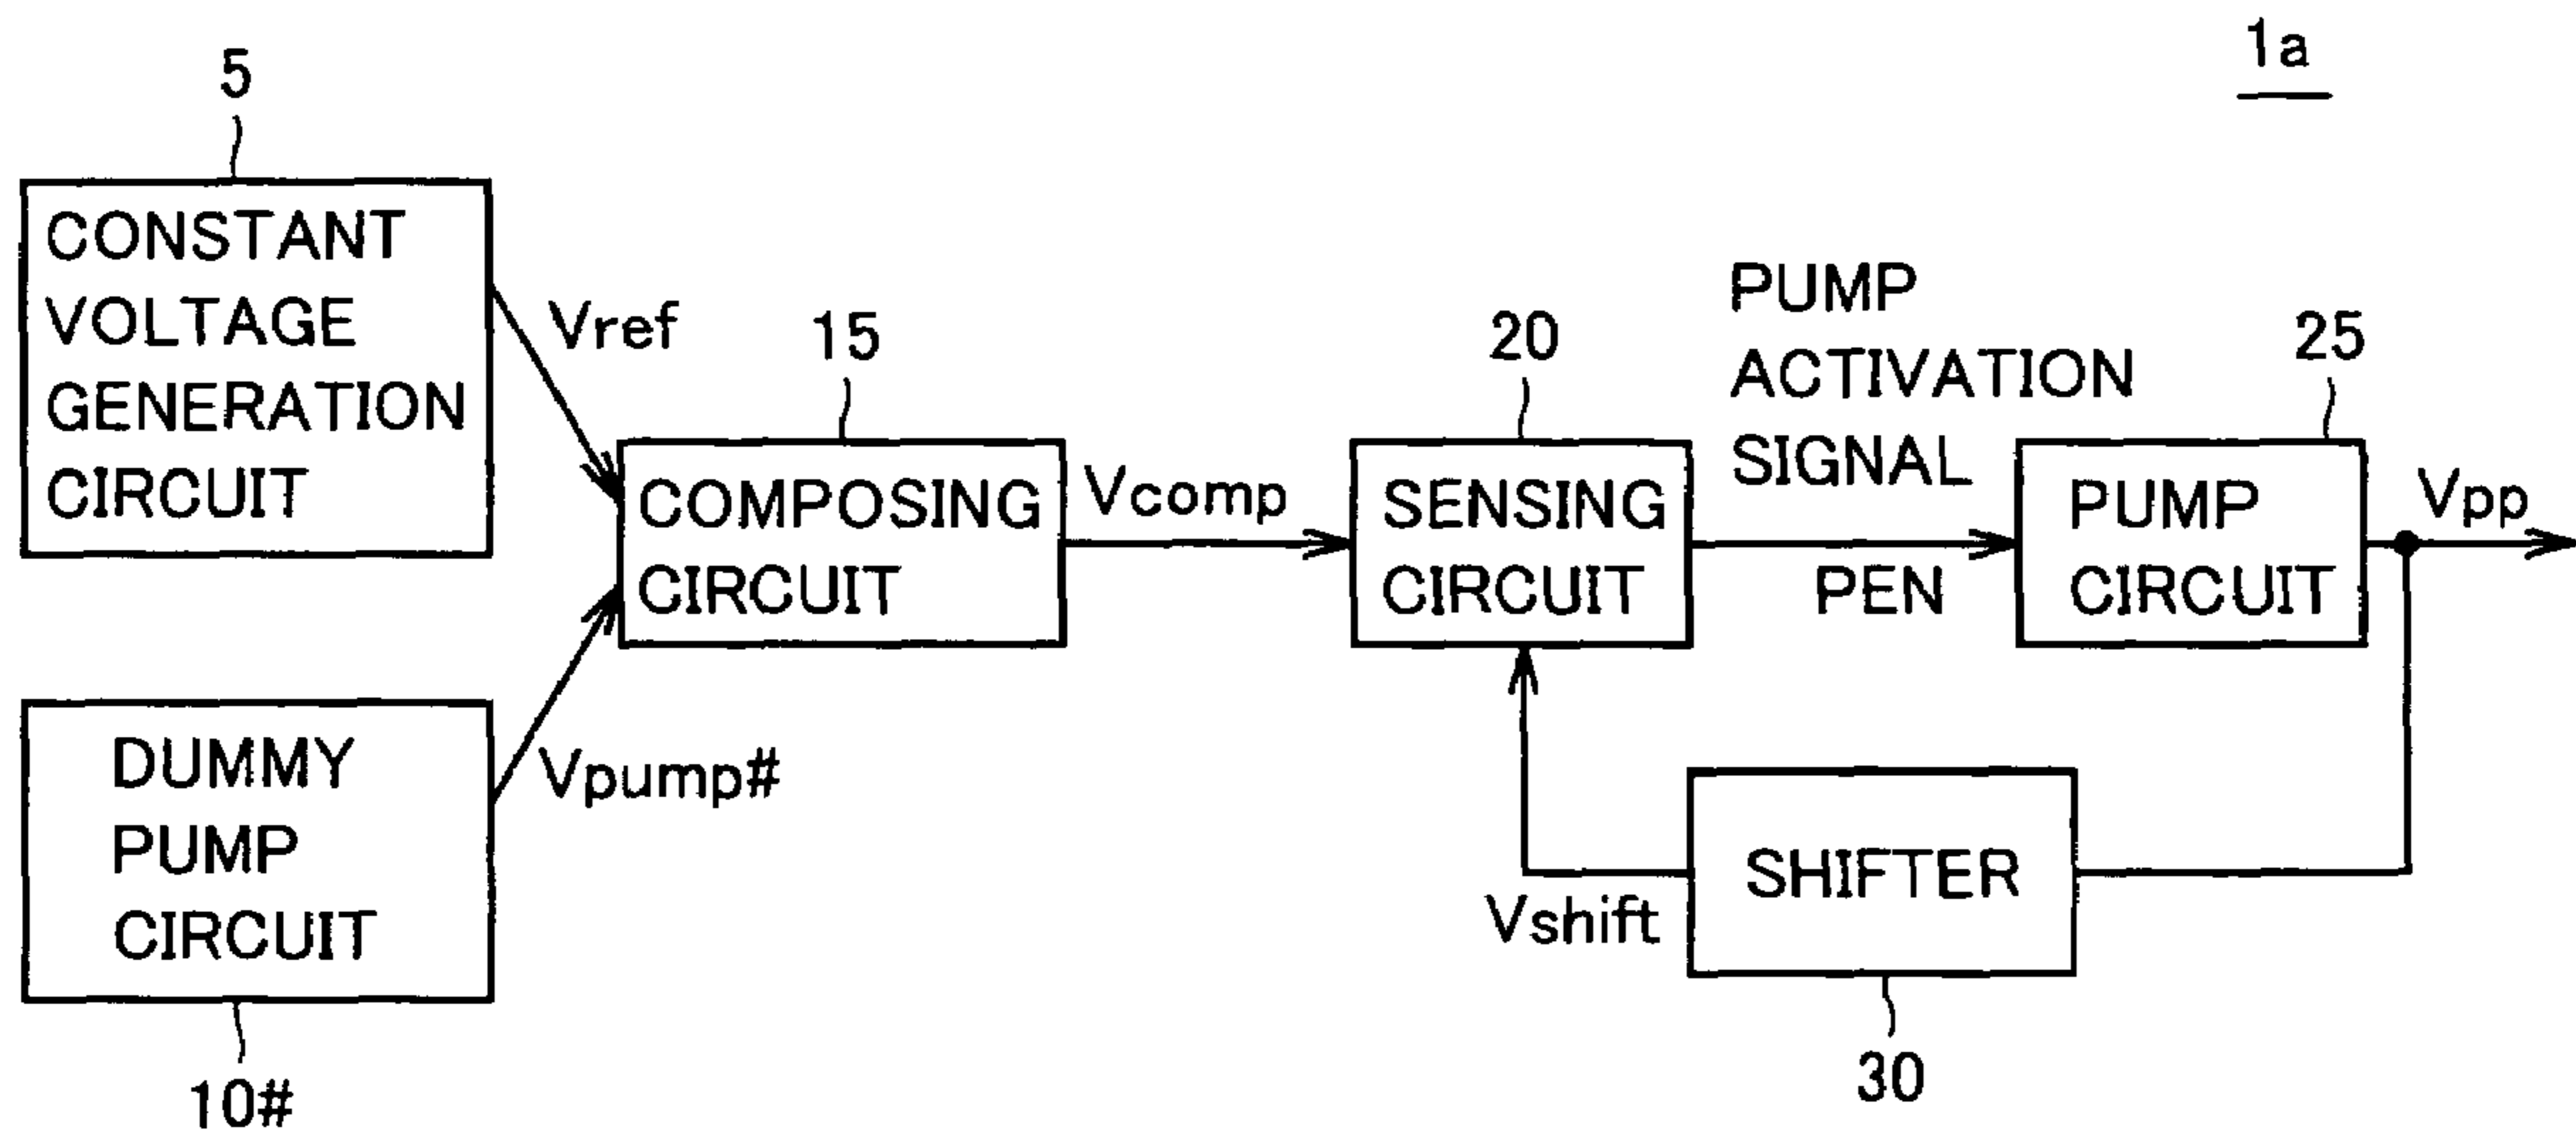 1a
5
CONSTANT
VOLTAGE
GENERATION
CIRCUIT
Vref
15
COMPOSING
CIRCUIT
Vcomp
20
SENSING
CIRCUIT
PUMP
ACTIVATION
SIGNAL
PEN
25
PUMP
CIRCUIT
Vpp
DUMMY
PUMP
CIRCUIT
Vpump#
10#
Vshift
SHIFTER
30